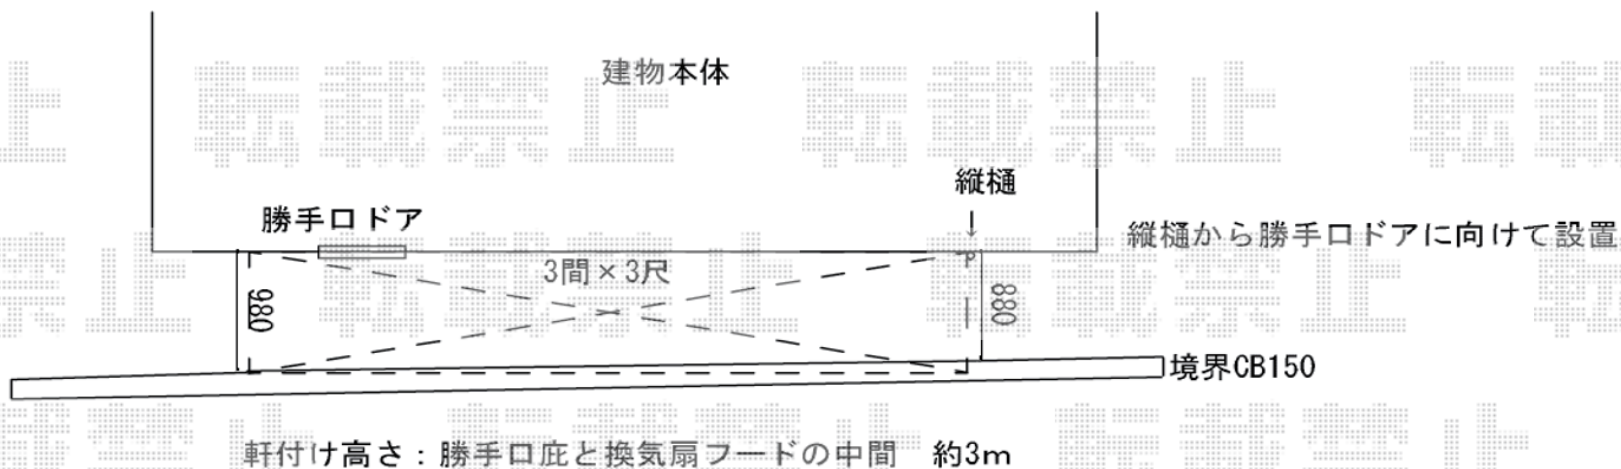 建物本体
縦樋
勝手口ドア
縦樋から勝手口ドアに向けて設置
3間×3尺
980
880
境界CB150
軒付け高さ：勝手口庇と換気扇フードの中間　約3m
転載禁止